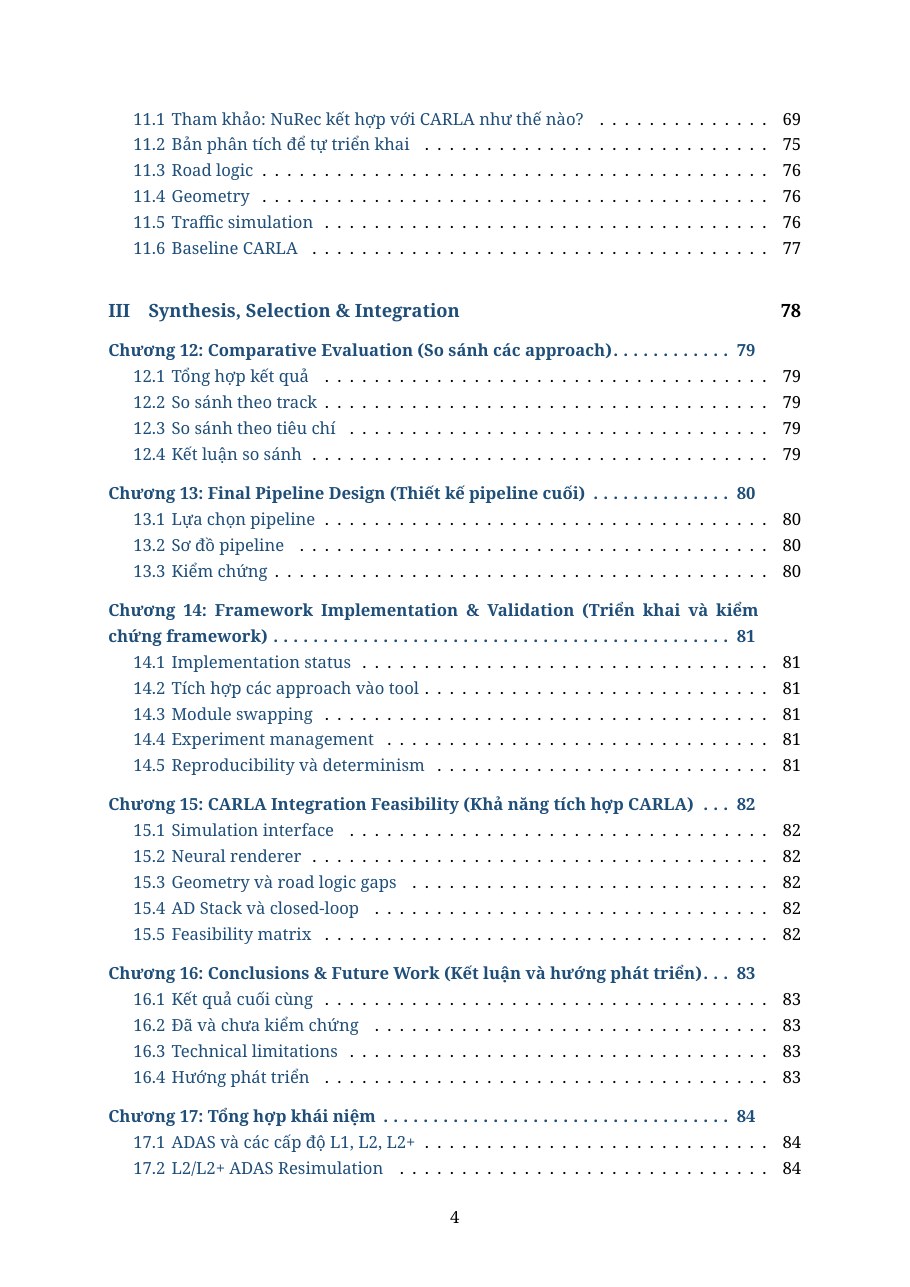 11.1 Tham khảo: NuRec kết hợp với CARLA như thế nào? . . . . . . . . . . . . . . 69
11.2 Bản phân tích để tự triển khai . . . . . . . . . . . . . . . . . . . . . . . . . . . . 75
11.3 Road logic . . . . . . . . . . . . . . . . . . . . . . . . . . . . . . . . . . . . . . . . . 76
11.4 Geometry . . . . . . . . . . . . . . . . . . . . . . . . . . . . . . . . . . . . . . . . . 76
11.5 Traffic simulation . . . . . . . . . . . . . . . . . . . . . . . . . . . . . . . . . . . . 76
11.6 Baseline CARLA . . . . . . . . . . . . . . . . . . . . . . . . . . . . . . . . . . . . . 77
III Synthesis, Selection & Integration 78
Chương 12: Comparative Evaluation (So sánh các approach). . . . . . . . . . . . 79
12.1 Tổng hợp kết quả . . . . . . . . . . . . . . . . . . . . . . . . . . . . . . . . . . . . 79
12.2 So sánh theo track . . . . . . . . . . . . . . . . . . . . . . . . . . . . . . . . . . . . 79
12.3 So sánh theo tiêu chí . . . . . . . . . . . . . . . . . . . . . . . . . . . . . . . . . . 79
12.4 Kết luận so sánh . . . . . . . . . . . . . . . . . . . . . . . . . . . . . . . . . . . . . 79
Chương 13: Final Pipeline Design (Thiết kế pipeline cuối) . . . . . . . . . . . . . . 80
13.1 Lựa chọn pipeline . . . . . . . . . . . . . . . . . . . . . . . . . . . . . . . . . . . . 80
13.2 Sơ đồ pipeline . . . . . . . . . . . . . . . . . . . . . . . . . . . . . . . . . . . . . . 80
13.3 Kiểm chứng . . . . . . . . . . . . . . . . . . . . . . . . . . . . . . . . . . . . . . . . 80
Chương 14: Framework Implementation & Validation (Triển khai và kiểm
chứng framework) . . . . . . . . . . . . . . . . . . . . . . . . . . . . . . . . . . . . . . . . . . . . . . . . . . . . . . . 81
14.1 Implementation status . . . . . . . . . . . . . . . . . . . . . . . . . . . . . . . . . 81
14.2 Tích hợp các approach vào tool . . . . . . . . . . . . . . . . . . . . . . . . . . . . 81
14.3 Module swapping . . . . . . . . . . . . . . . . . . . . . . . . . . . . . . . . . . . . 81
14.4 Experiment management . . . . . . . . . . . . . . . . . . . . . . . . . . . . . . . 81
14.5 Reproducibility và determinism . . . . . . . . . . . . . . . . . . . . . . . . . . . 81
Chương 15: CARLA Integration Feasibility (Khả năng tích hợp CARLA) . . . 82
15.1 Simulation interface . . . . . . . . . . . . . . . . . . . . . . . . . . . . . . . . . . 82
15.2 Neural renderer . . . . . . . . . . . . . . . . . . . . . . . . . . . . . . . . . . . . . 82
15.3 Geometry và road logic gaps . . . . . . . . . . . . . . . . . . . . . . . . . . . . . 82
15.4 AD Stack và closed-loop . . . . . . . . . . . . . . . . . . . . . . . . . . . . . . . . 82
15.5 Feasibility matrix . . . . . . . . . . . . . . . . . . . . . . . . . . . . . . . . . . . . 82
Chương 16: Conclusions & Future Work (Kết luận và hướng phát triển). . . 83
16.1 Kết quả cuối cùng . . . . . . . . . . . . . . . . . . . . . . . . . . . . . . . . . . . . 83
16.2 Đã và chưa kiểm chứng . . . . . . . . . . . . . . . . . . . . . . . . . . . . . . . . 83
16.3 Technical limitations . . . . . . . . . . . . . . . . . . . . . . . . . . . . . . . . . . 83
16.4 Hướng phát triển . . . . . . . . . . . . . . . . . . . . . . . . . . . . . . . . . . . . 83
Chương 17: Tổng hợp khái niệm . . . . . . . . . . . . . . . . . . . . . . . . . . . . . . . . . . 84
17.1 ADAS và các cấp độ L1, L2, L2+ . . . . . . . . . . . . . . . . . . . . . . . . . . . . 84
17.2 L2/L2+ ADAS Resimulation . . . . . . . . . . . . . . . . . . . . . . . . . . . . . . 84
4